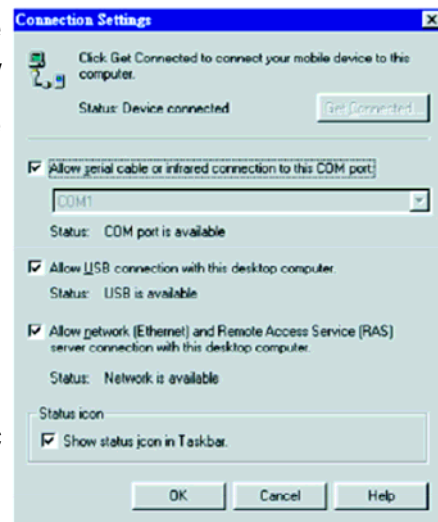 Connection Settings
Click Get Connected to connect your mobile device to this
computer.
Status: Device connected
Get Connected...
Allow serial cable or infrared connection to this COM port:
COM1
Status: COM port is available
Allow USB connection with this desktop computer.
Status: USB is available
Allow network (Ethernet) and Remote Access Service (RAS)
server connection with this desktop computer.
Status: Network is available
Status icon
Show status icon in Taskbar.
OK Cancel Help